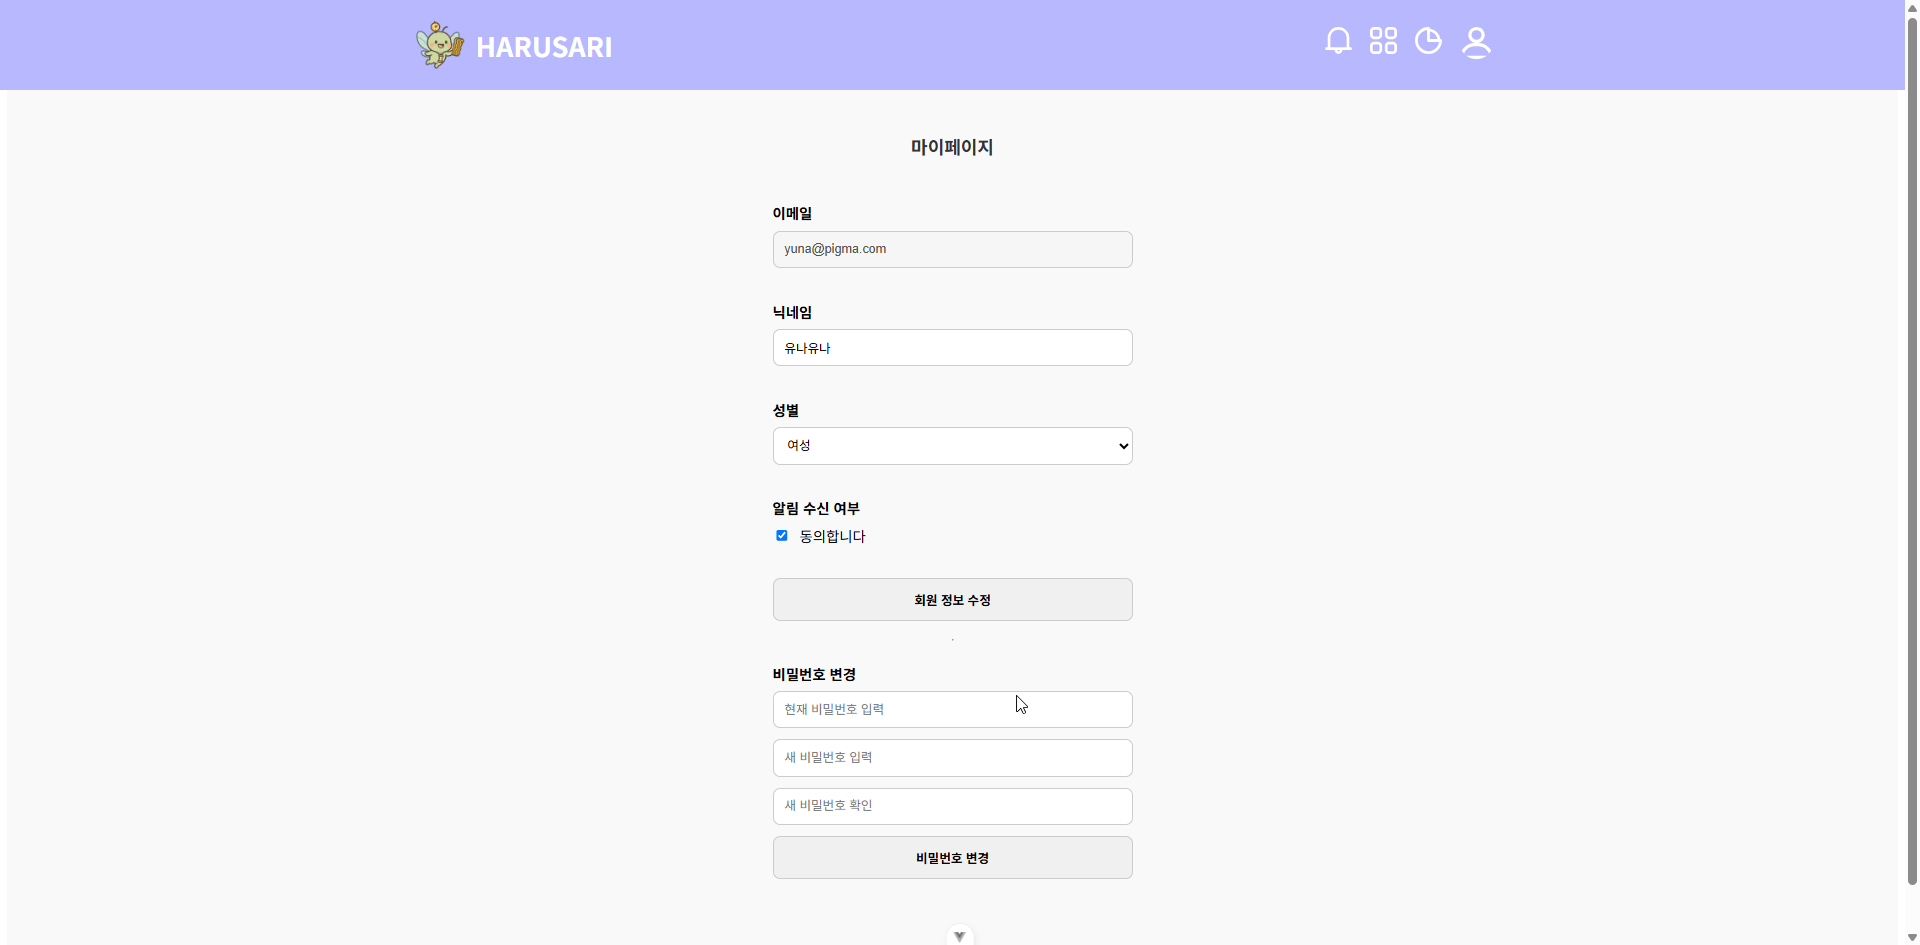 HARUSARI
마이페이지
이메일
yuna@pigma.com
닉네임
유나유나
성별
여성
알림 수신 여부
동의합니다
회원 정보 수정
비밀번호 변경
현재 비밀번호 입력
새 비밀번호 입력
새 비밀번호 확인
비밀번호 변경